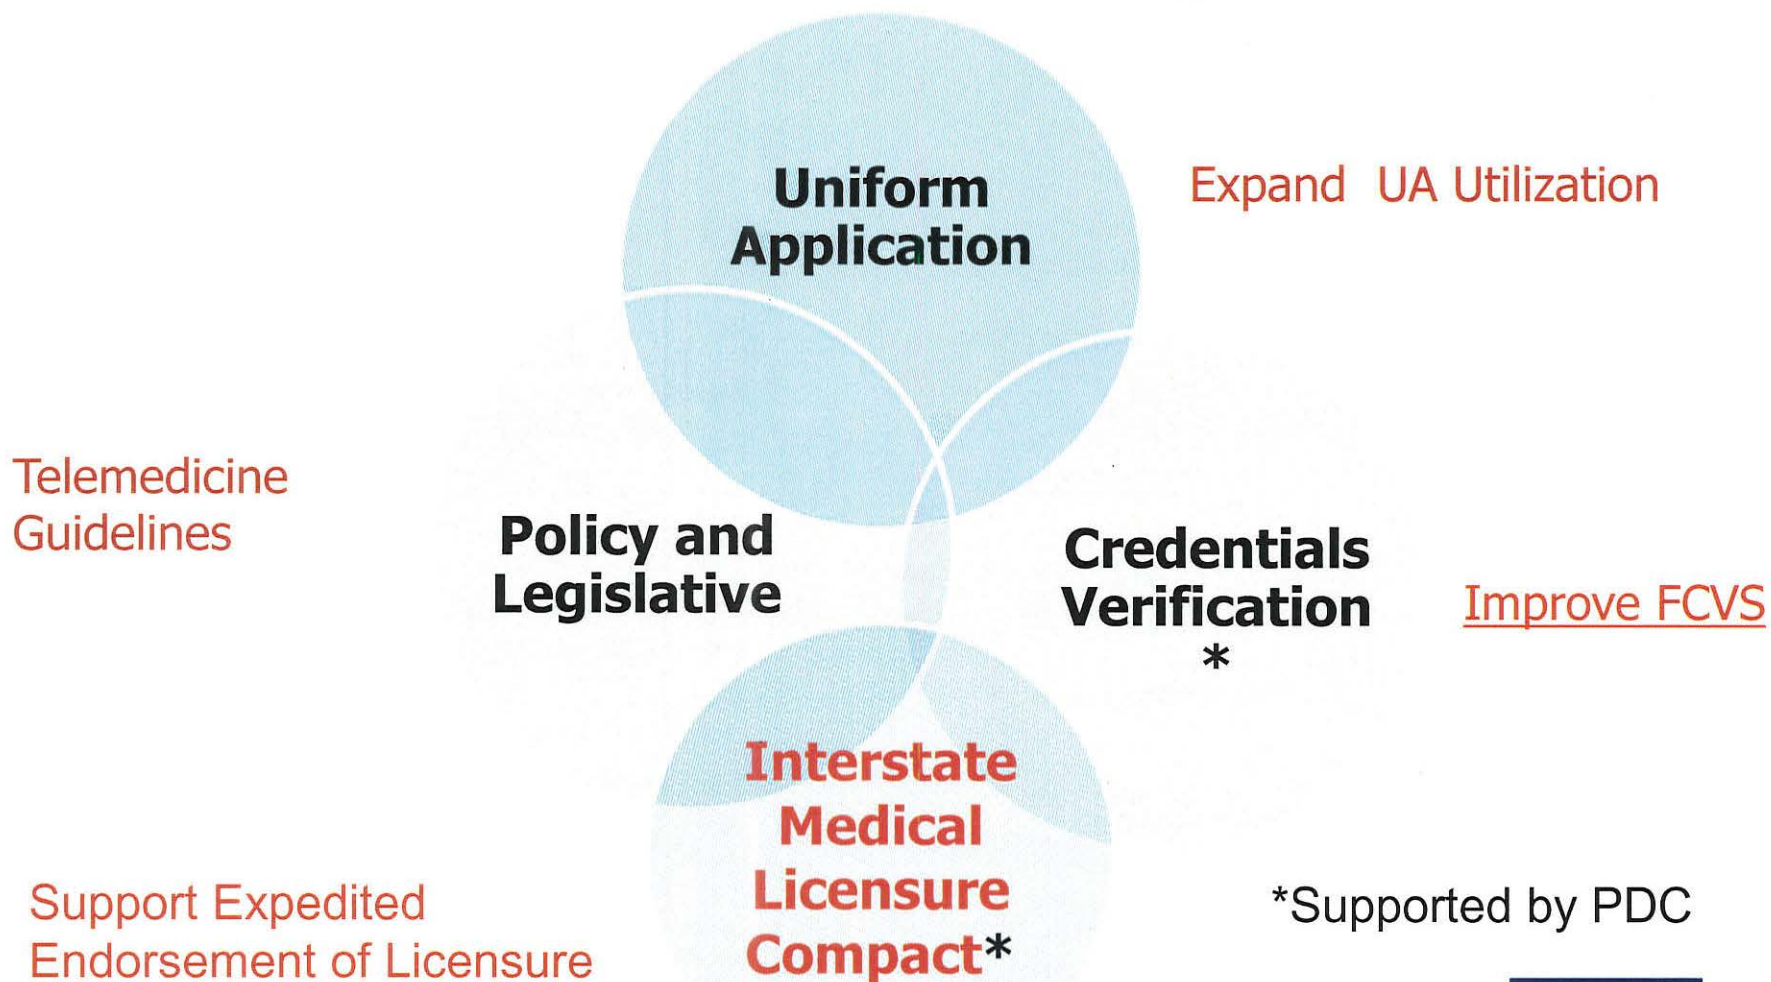 Uniform
Application
Expand UA Utilization
Telemedicine
Guidelines
Policy and
Legislative
Credentials
Verification
*
Improve FCVS
Interstate
Medical
Licensure
Compact*
Support Expedited
Endorsement of Licensure
*Supported by PDC